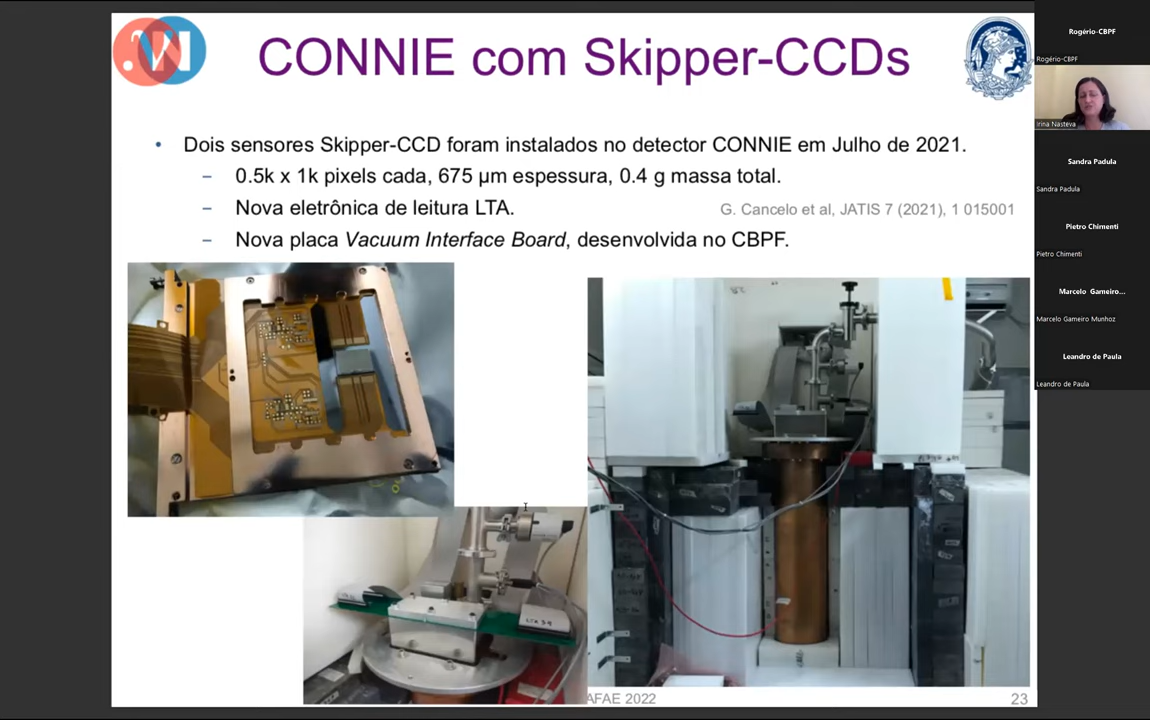 CONNIE com Skipper-CCDs
• Dois sensores Skipper-CCD foram instalados no detector CONNIE em Julho de 2021.
– 0.5k x 1k pixels cada, 675 µm espessura, 0.4 g massa total.
– Nova eletrônica de leitura LTA.
G. Cancelo et al, JATIS 7 (2021), 1 015001
– Nova placa Vacuum Interface Board, desenvolvida no CBPF.
AFAE 2022
23
Rogério-CBPF
Rogério-CBPF
Irina Nasteva
Sandra Padula
Sandra Padula
Pietro Chimenti
Pietro Chimenti
Marcelo Gameiro...
Marcelo Gameiro Munhoz
Leandro de Paula
Leandro de Paula